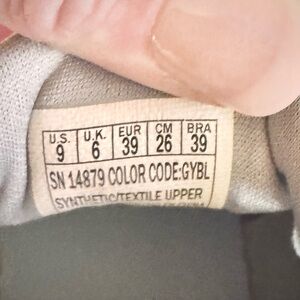 U.S. U.K. EUR CM BRA
9 6 39 26 39
SN 14879 COLOR CODE:GYBL
SYNTHETIC/TEXTILE UPPER